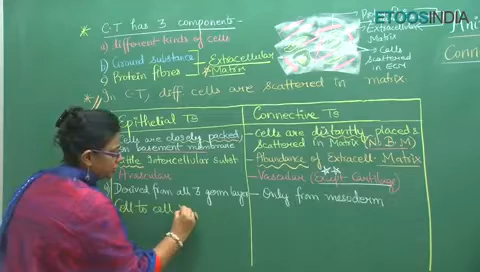 * C.T has 3 components -
a) different kinds of cells
b) Ground substance
c) Protein fibres
Extracellular
Matrix
* In C.T, diff cells are scattered in matrix
Extracellular
Matrix
→ Cells
scattered in ECM
ETOOSINDIA
Epithelial TS
Connective TS
Cells are closely packed,
on basement membrane
- Cells are distantly placed &
scattered in Matrix (N.B.M)
Little Intercellular subst
- Abundance of Extracell. Matrix
Avascular
- Vascular (Except Cartilage)
Derived from all 3 germ layer
- Only from mesoderm
Cell to cell